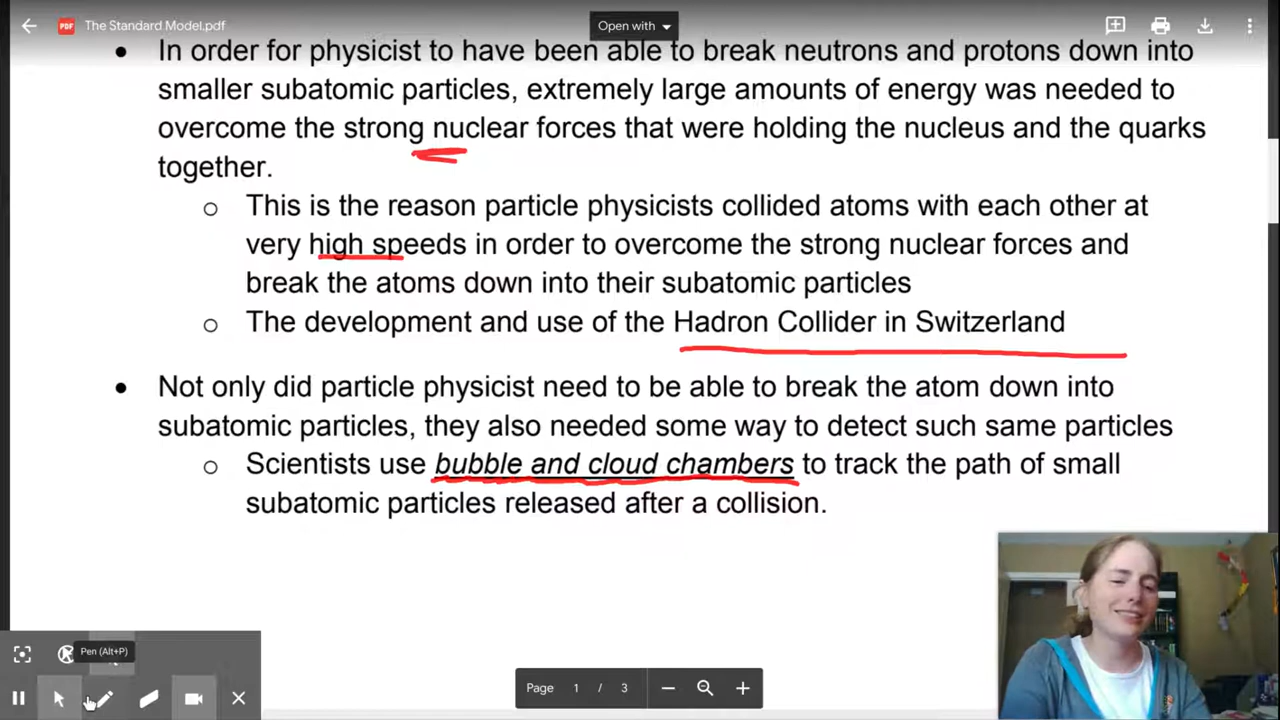 The Standard Model.pdf
Open with
In order for physicist to have been able to break neutrons and protons down into
smaller subatomic particles, extremely large amounts of energy was needed to
overcome the strong nuclear forces that were holding the nucleus and the quarks
together.
This is the reason particle physicists collided atoms with each other at
very high speeds in order to overcome the strong nuclear forces and
break the atoms down into their subatomic particles
The development and use of the Hadron Collider in Switzerland
Not only did particle physicist need to be able to break the atom down into
subatomic particles, they also needed some way to detect such same particles
Scientists use bubble and cloud chambers to track the path of small
subatomic particles released after a collision.
Pen (Alt+P)
Page 1 / 3